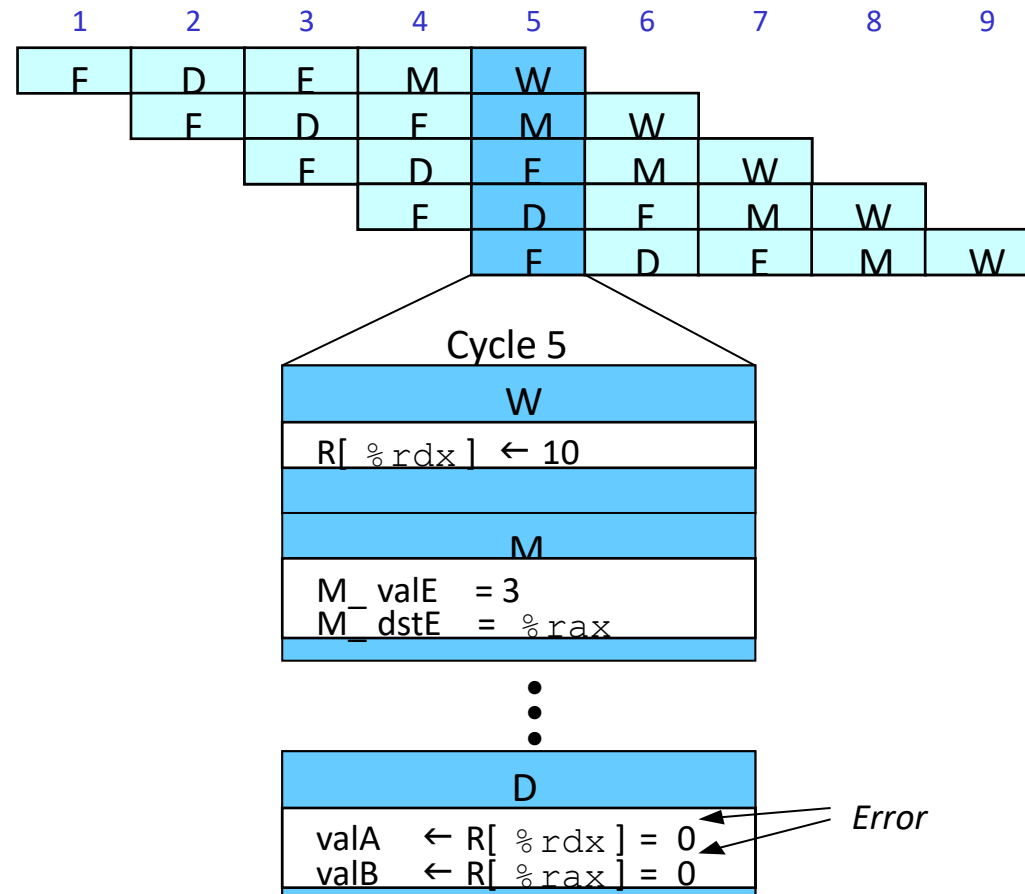 1 2 3 4 5 6 7 8 9
F D E M W
F D E M W
F D E M W
F D E M W
F D E M W
Cycle 5
W
R[ %rdx ] ← 10
M
M_ valE = 3
M_ dstE = %rax
D
Error
valA ← R[ %rdx ] = 0
valB ← R[ %rax ] = 0